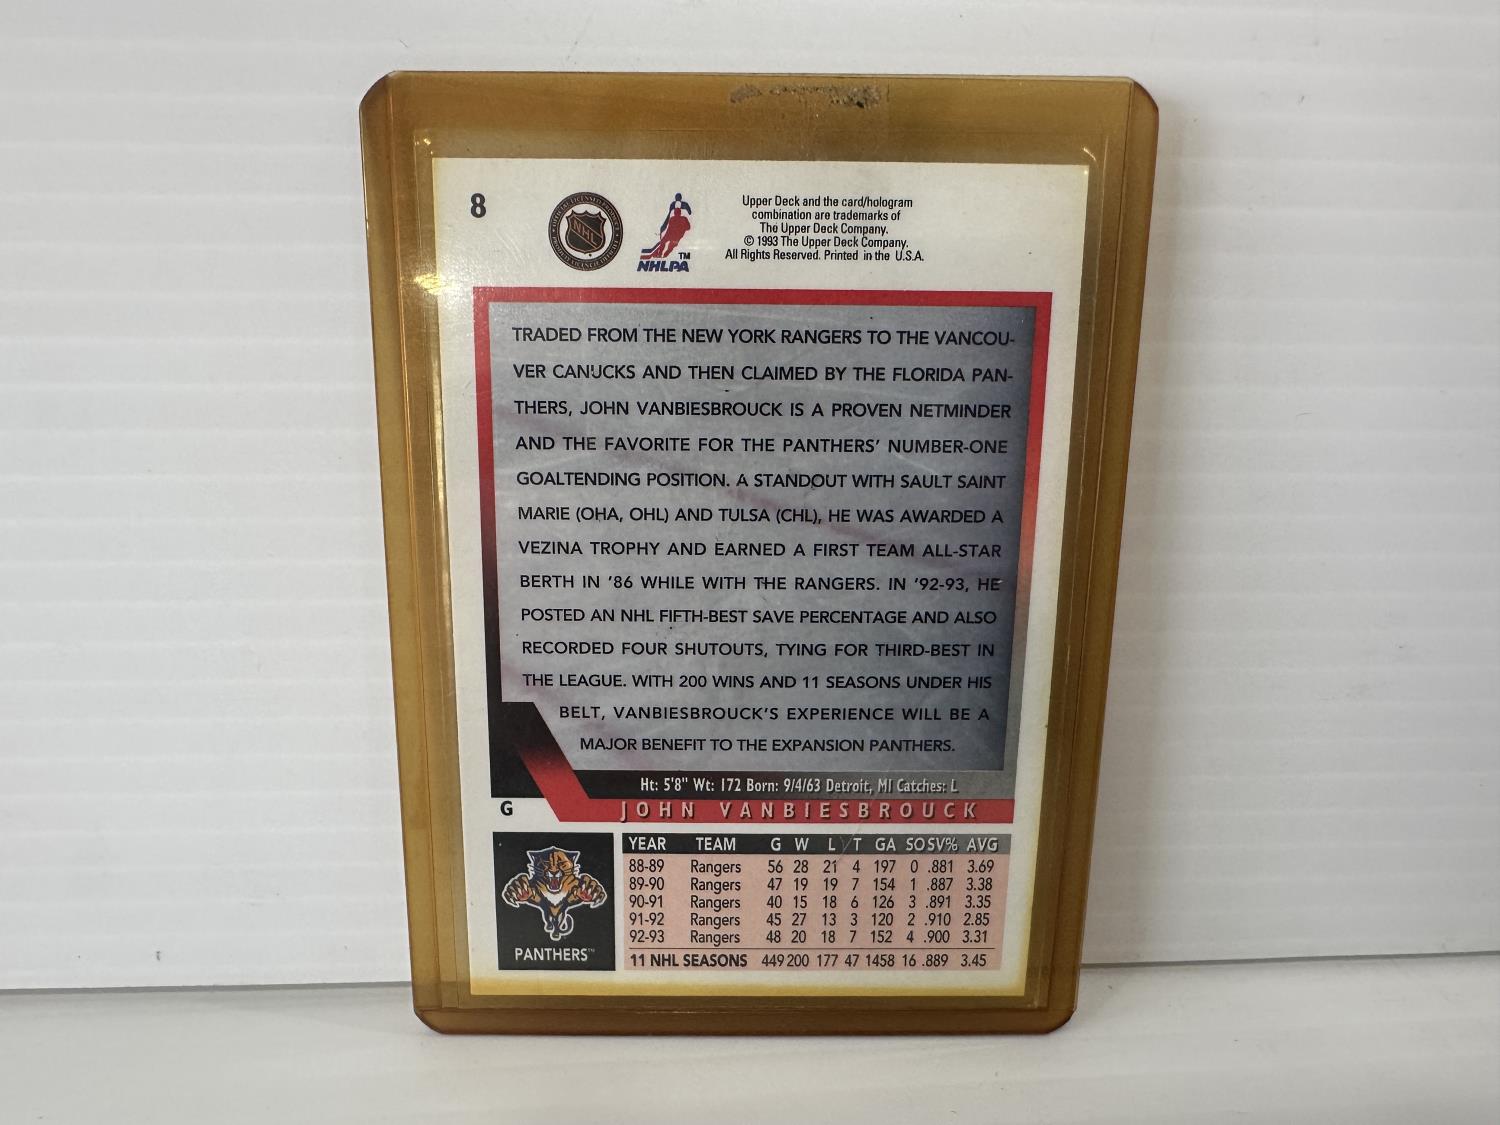 8
NHL
NHLPA™
Upper Deck and the card/hologram
combination are trademarks of
The Upper Deck Company.
© 1993 The Upper Deck Company.
All Rights Reserved. Printed in the U.S.A.
TRADED FROM THE NEW YORK RANGERS TO THE VANCOU-
VER CANUCKS AND THEN CLAIMED BY THE FLORIDA PAN-
THERS, JOHN VANBIESBROUCK IS A PROVEN NETMINDER
AND THE FAVORITE FOR THE PANTHERS' NUMBER-ONE
GOALTENDING POSITION. A STANDOUT WITH SAULT SAINT
MARIE (OHA, OHL) AND TULSA (CHL), HE WAS AWARDED A
VEZINA TROPHY AND EARNED A FIRST TEAM ALL-STAR
BERTH IN '86 WHILE WITH THE RANGERS. IN '92-93, HE
POSTED AN NHL FIFTH-BEST SAVE PERCENTAGE AND ALSO
RECORDED FOUR SHUTOUTS, TYING FOR THIRD-BEST IN
THE LEAGUE. WITH 200 WINS AND 11 SEASONS UNDER HIS
BELT, VANBIESBROUCK'S EXPERIENCE WILL BE A
MAJOR BENEFIT TO THE EXPANSION PANTHERS.
Ht: 5'8" Wt: 172 Born: 9/4/63 Detroit, MI Catches: L
G JOHN VANBIESBROUCK
PANTHERS™
YEAR TEAM G W L T GA SO SV% AVG
88-89 Rangers 56 28 21 4 197 0 .881 3.69
89-90 Rangers 47 19 19 7 154 1 .887 3.38
90-91 Rangers 40 15 18 6 126 3 .891 3.35
91-92 Rangers 45 27 13 3 120 2 .910 2.85
92-93 Rangers 48 20 18 7 152 4 .900 3.31
11 NHL SEASONS 449 200 177 47 1458 16 .889 3.45